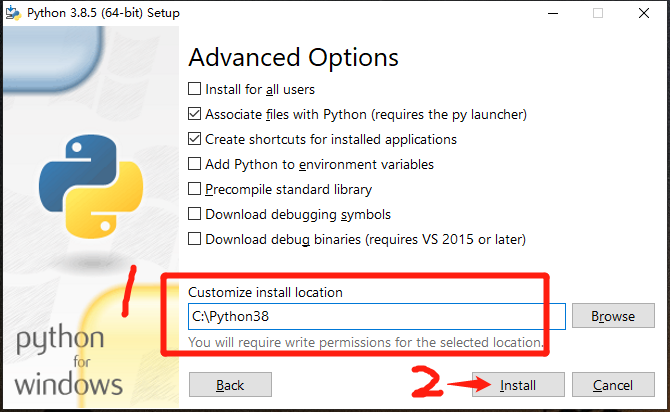 Python 3.8.5 (64-bit) Setup
Advanced Options
Install for all users
Associate files with Python (requires the py launcher)
Create shortcuts for installed applications
Add Python to environment variables
Precompile standard library
Download debugging symbols
Download debug binaries (requires VS 2015 or later)
1
Customize install location
C:\Python38
Browse
You will require write permissions for the selected location.
python
for
windows
Back
2
Install
Cancel